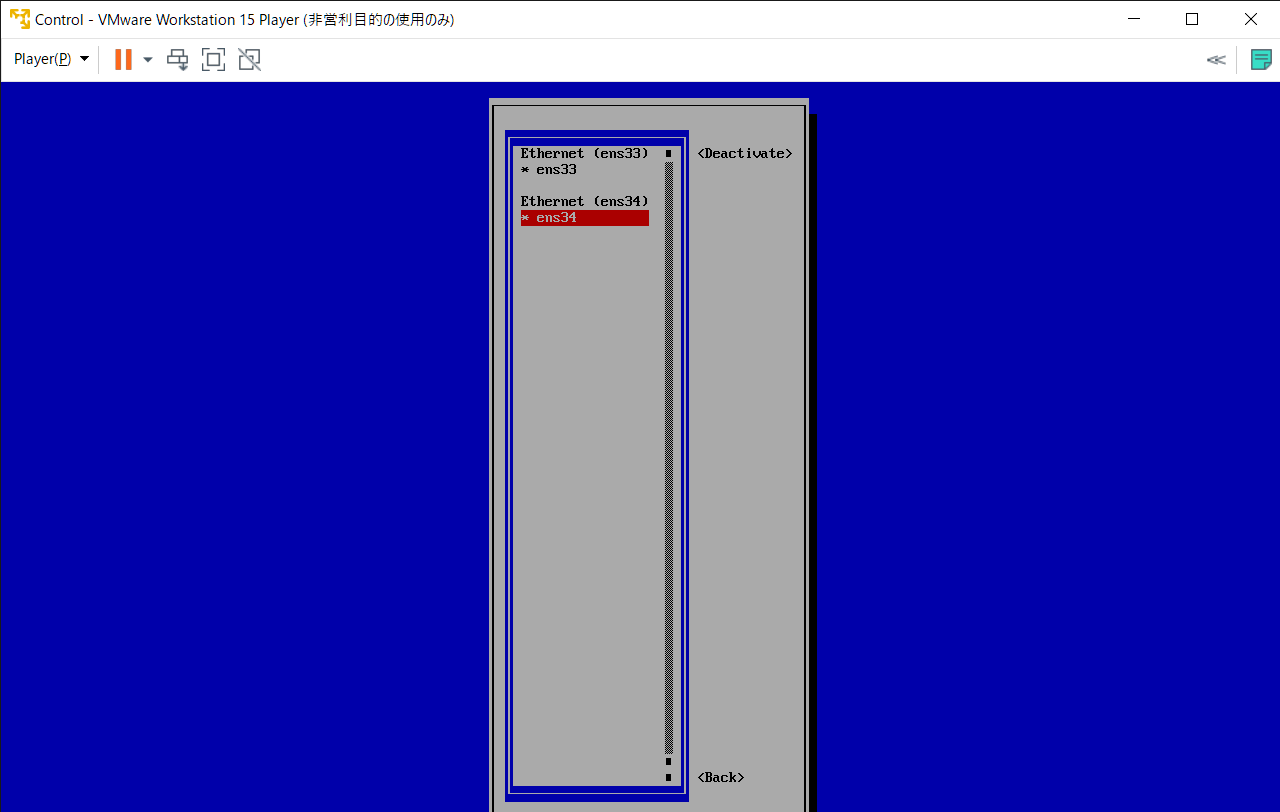 Control - VMware Workstation 15 Player (非営利目的の使用のみ)
Player(P)
Ethernet (ens33) <Deactivate>
* ens33
Ethernet (ens34)
* ens34
<Back>